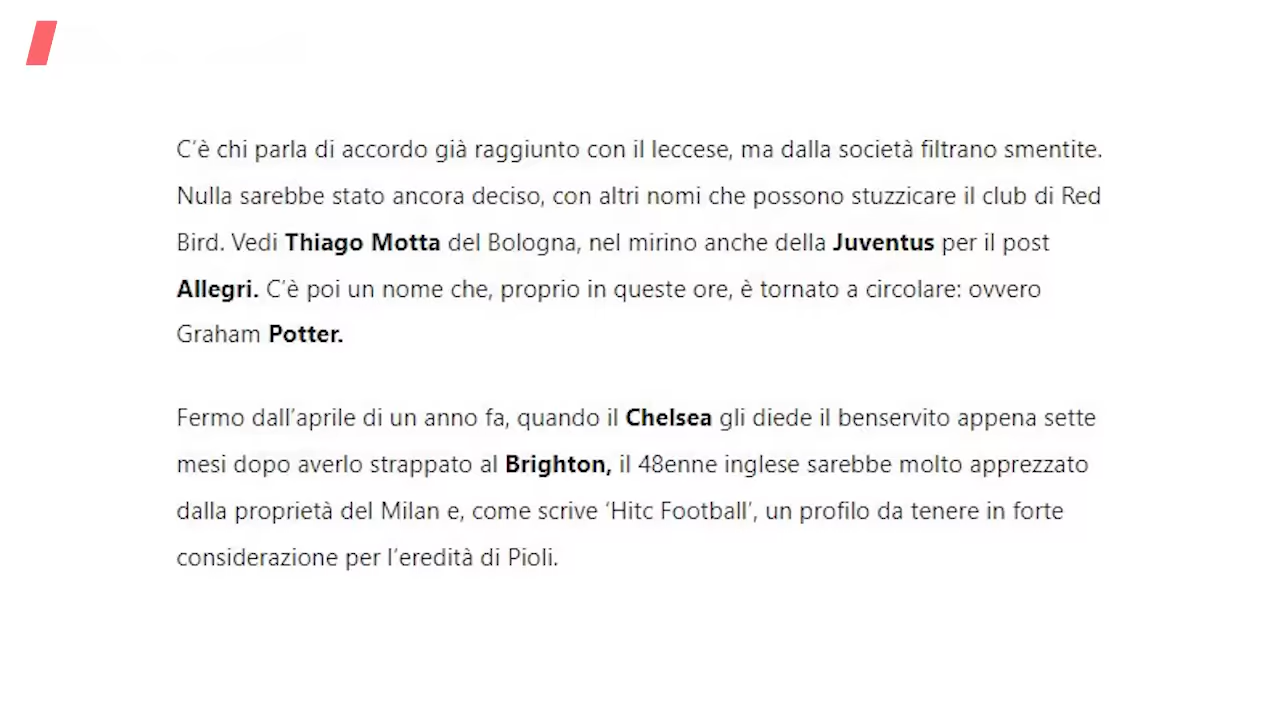 C’è chi parla di accordo già raggiunto con il leccese, ma dalla società filtrano smentite.
Nulla sarebbe stato ancora deciso, con altri nomi che possono stuzzicare il club di Red
Bird. Vedi Thiago Motta del Bologna, nel mirino anche della Juventus per il post
Allegri. C’è poi un nome che, proprio in queste ore, è tornato a circolare: ovvero
Graham Potter.
Fermo dall’aprile di un anno fa, quando il Chelsea gli diede il benservito appena sette
mesi dopo averlo strappato al Brighton, il 48enne inglese sarebbe molto apprezzato
dalla proprietà del Milan e, come scrive ‘Hitc Football’, un profilo da tenere in forte
considerazione per l’eredità di Pioli.